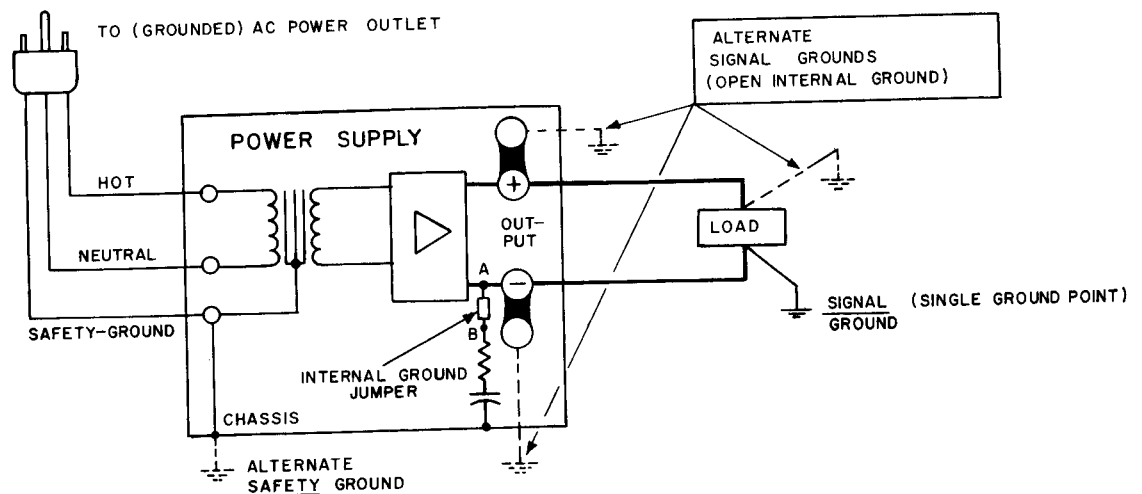 TO (GROUNDED) AC POWER OUTLET
ALTERNATE
SIGNAL GROUNDS
(OPEN INTERNAL GROUND)
POWER SUPPLY
HOT
+
OUT-
PUT
LOAD
NEUTRAL
A
−
SIGNAL (SINGLE GROUND POINT)
GROUND
SAFETY-GROUND
B
INTERNAL GROUND
JUMPER
CHASSIS
ALTERNATE
SAFETY GROUND